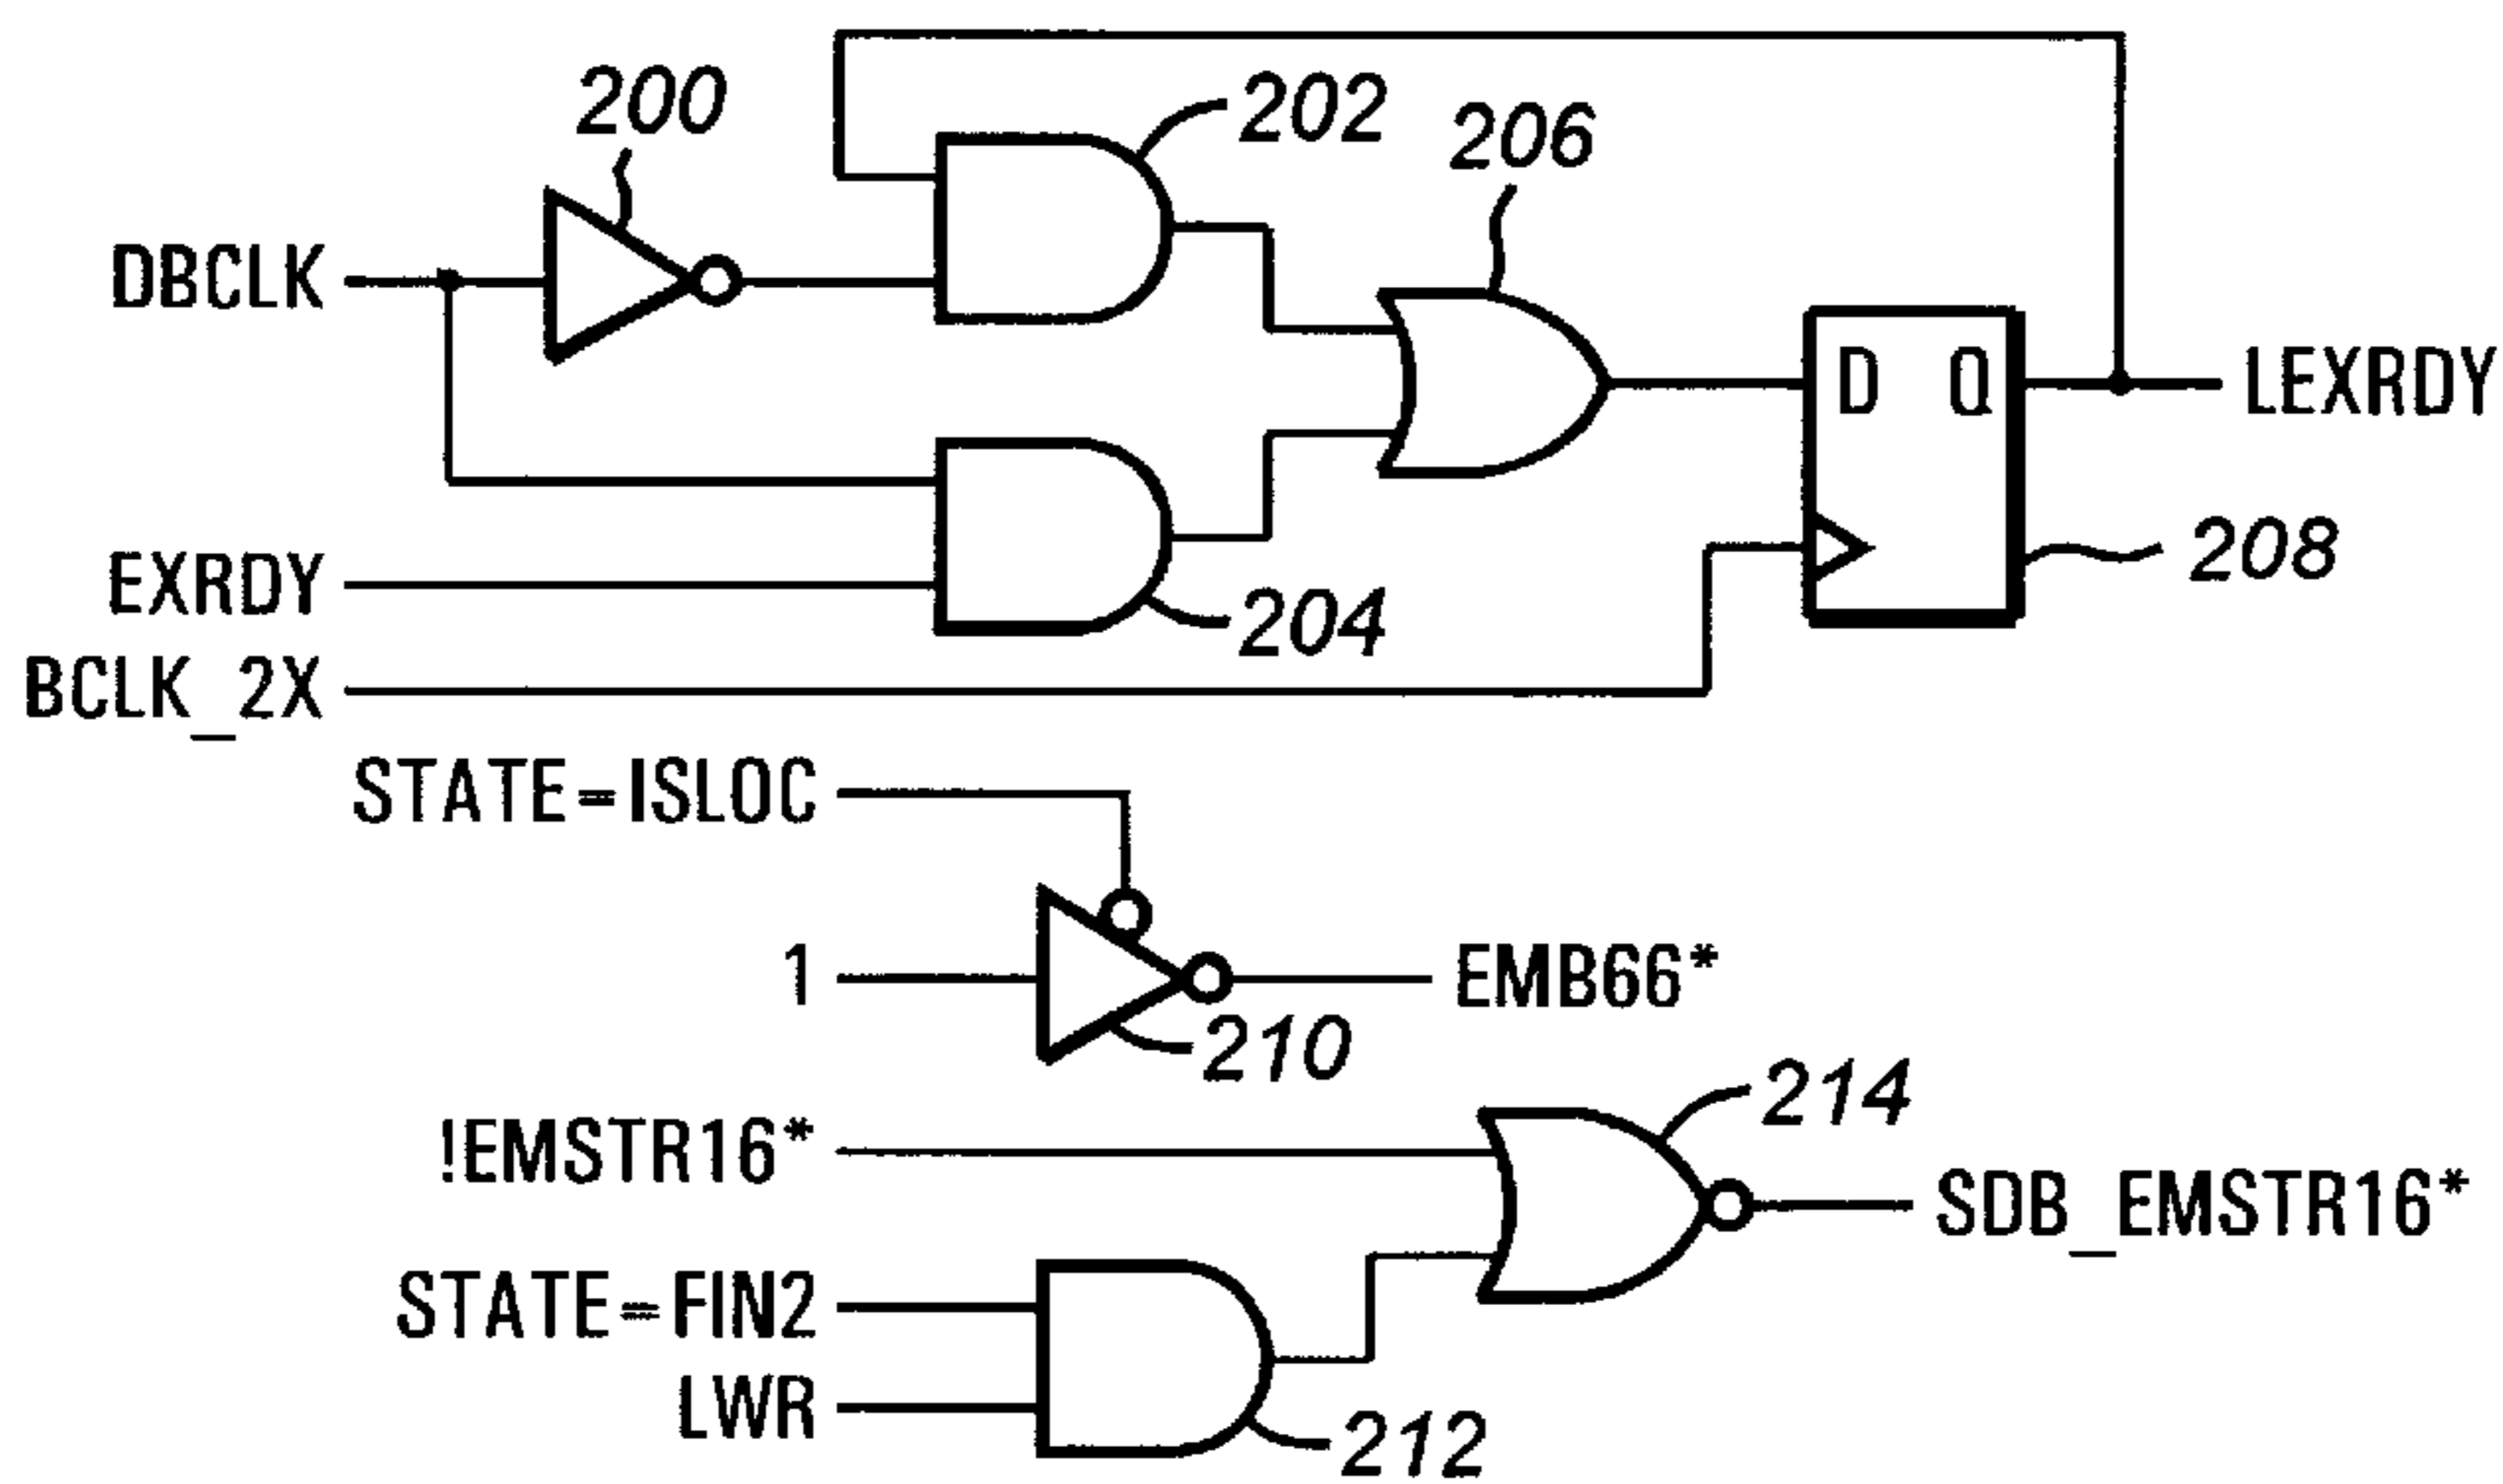 200
202
206
DBCLK
D Q
LEXRDY
EXRDY
204
208
BCLK_2X
STATE=ISLOC
1
EMB66*
210
214
!EMSTR16*
SDB_EMSTR16*
STATE=FIN2
LWR
212